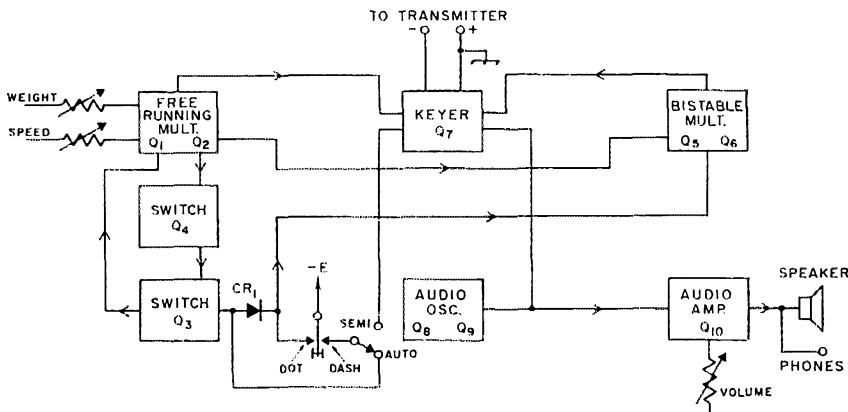 TO TRANSMITTER
- +
WEIGHT
SPEED
FREE
RUNNING
MULT.
Q1 Q2
KEYER
Q7
BISTABLE
MULT.
Q5 Q6
SWITCH
Q4
SWITCH
Q3
CR1
-E
SEMI
AUTO
DOT
DASH
AUDIO
OSC.
Q8 Q9
AUDIO
AMP.
Q10
SPEAKER
PHONES
VOLUME